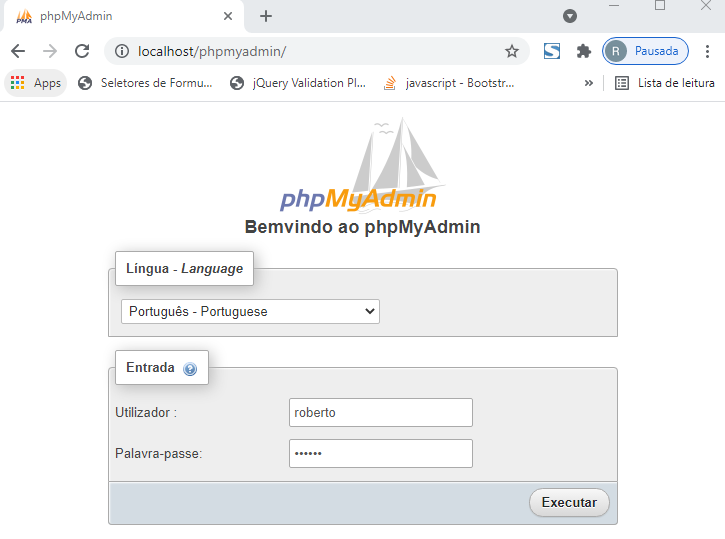 phpMyAdmin
localhost/phpmyadmin/
R Pausada
Apps Seletores de Formu... jQuery Validation Pl... javascript - Bootstr... » Lista de leitura
phpMyAdmin
Bemvindo ao phpMyAdmin
Língua - Language
Português - Portuguese
Entrada
Utilizador : roberto
Palavra-passe: ••••••
Executar